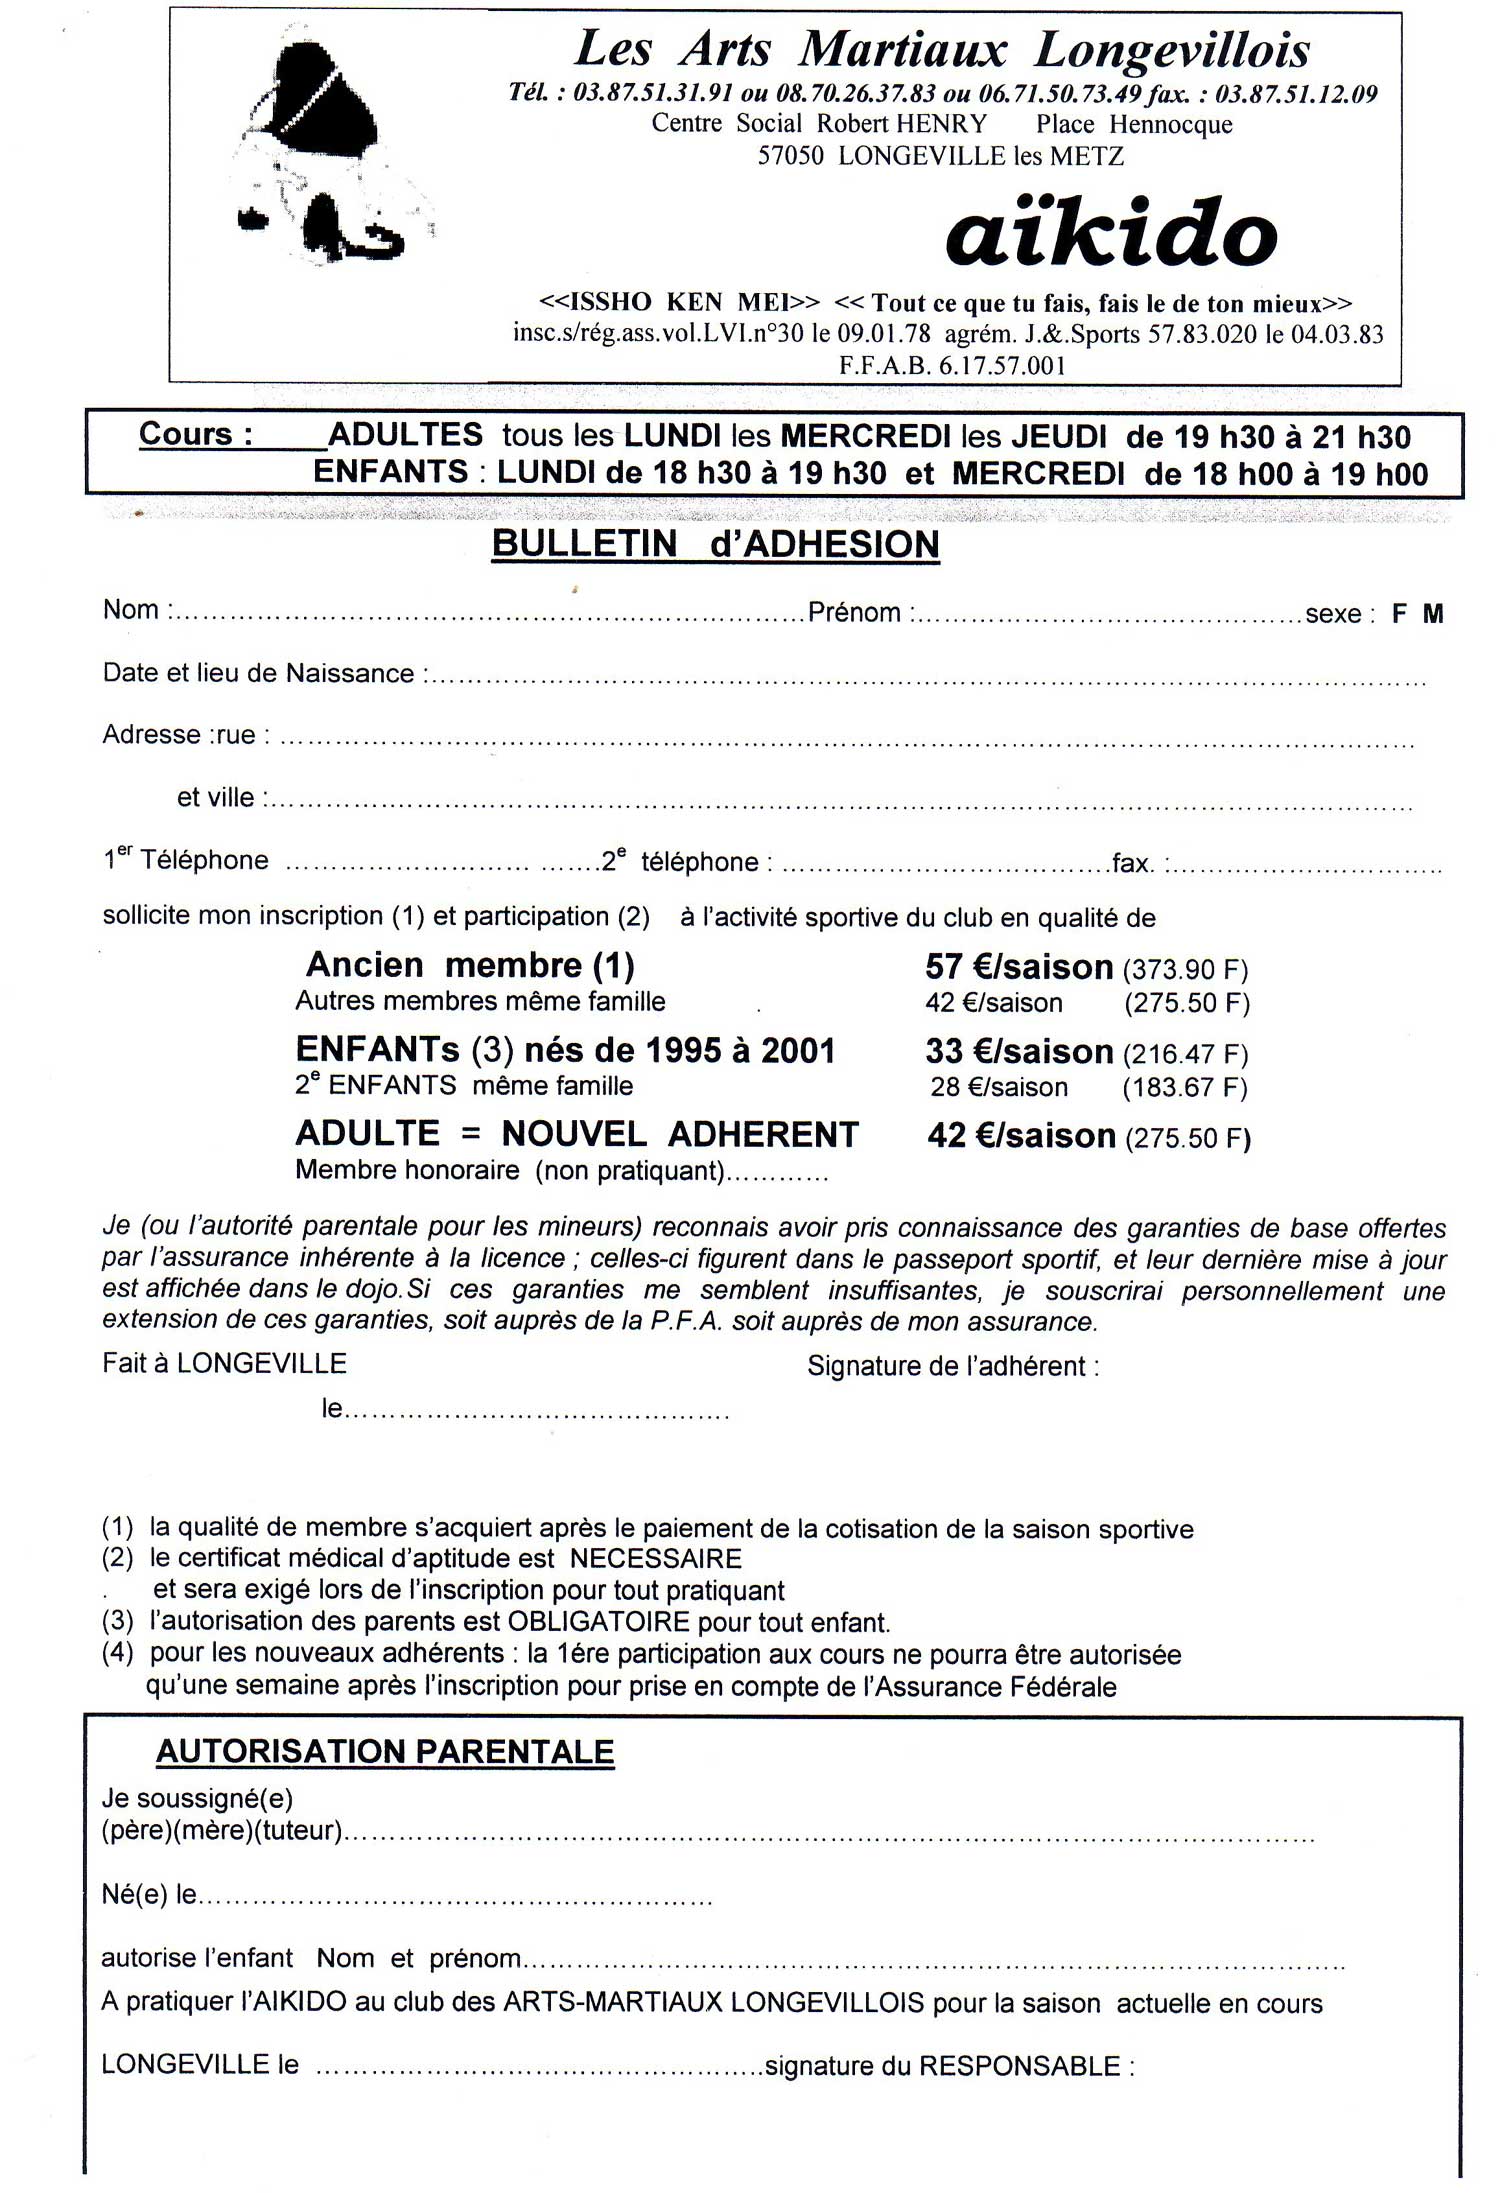 Les Arts Martiaux Longevillois
Tél. : 03.87.51.31.91 ou 08.70.26.37.83 ou 06.71.50.73.49 fax. : 03.87.51.12.09
Centre Social Robert HENRY Place Hennocque
57050 LONGEVILLE les METZ
aïkido
<<ISSHO KEN MEI>> << Tout ce que tu fais, fais le de ton mieux>>
insc.s/rég.ass.vol.LVI.n°30 le 09.01.78 agrém. J.&.Sports 57.83.020 le 04.03.83
F.F.A.B. 6.17.57.001
Cours : ADULTES tous les LUNDI les MERCREDI les JEUDI de 19 h30 à 21 h30
ENFANTS : LUNDI de 18 h30 à 19 h30 et MERCREDI de 18 h00 à 19 h00
BULLETIN d'ADHESION
Nom :.....................................................................Prénom :..........................................sexe : F M
Date et lieu de Naissance :.............................................................................................................
Adresse :rue : ............................................................................................................................
et ville :.............................................................................................................................
1er Téléphone ........................... .......2e téléphone : ....................................fax. :..............................
sollicite mon inscription (1) et participation (2) à l'activité sportive du club en qualité de
Ancien membre (1) 57 €/saison (373.90 F)
Autres membres même famille 42 €/saison (275.50 F)
ENFANTs (3) nés de 1995 à 2001 33 €/saison (216.47 F)
2e ENFANTS même famille 28 €/saison (183.67 F)
ADULTE = NOUVEL ADHERENT 42 €/saison (275.50 F)
Membre honoraire (non pratiquant)............
Je (ou l'autorité parentale pour les mineurs) reconnais avoir pris connaissance des garanties de base offertes
par l'assurance inhérente à la licence ; celles-ci figurent dans le passeport sportif, et leur dernière mise à jour
est affichée dans le dojo.Si ces garanties me semblent insuffisantes, je souscrirai personnellement une
extension de ces garanties, soit auprès de la P.F.A. soit auprès de mon assurance.
Fait à LONGEVILLE Signature de l'adhérent :
le..........................................
(1) la qualité de membre s'acquiert après le paiement de la cotisation de la saison sportive
(2) le certificat médical d'aptitude est NECESSAIRE
. et sera exigé lors de l'inscription pour tout pratiquant
(3) l'autorisation des parents est OBLIGATOIRE pour tout enfant.
(4) pour les nouveaux adhérents : la 1ére participation aux cours ne pourra être autorisée
qu'une semaine après l'inscription pour prise en compte de l'Assurance Fédérale
AUTORISATION PARENTALE
Je soussigné(e)
(père)(mère)(tuteur)..........................................................................................................
Né(e) le........................................................
autorise l'enfant Nom et prénom..........................................................................................
A pratiquer l'AIKIDO au club des ARTS-MARTIAUX LONGEVILLOIS pour la saison actuelle en cours
LONGEVILLE le .................................................signature du RESPONSABLE :